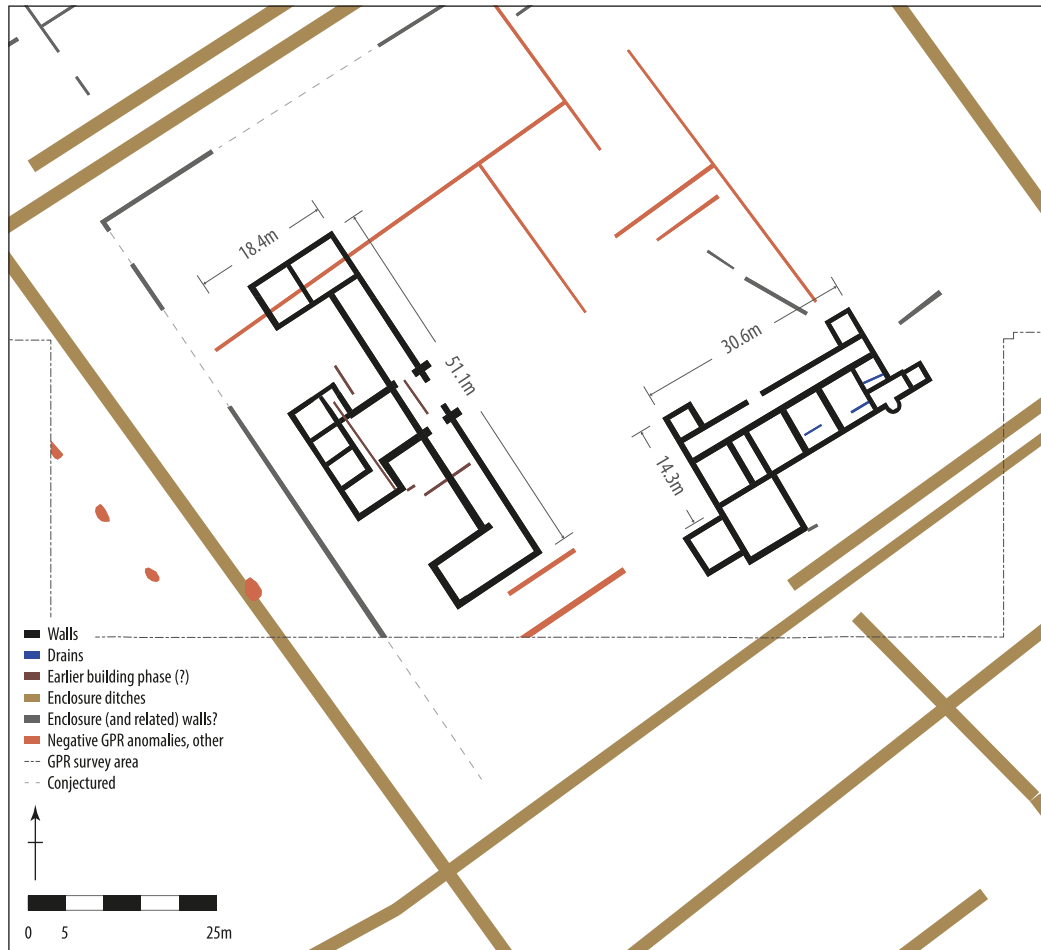 18.4m
51.1m
30.6m
14.3m
Walls
Drains
Earlier building phase (?)
Enclosure ditches
Enclosure (and related) walls?
Negative GPR anomalies, other
GPR survey area
Conjectured
0 5 25m